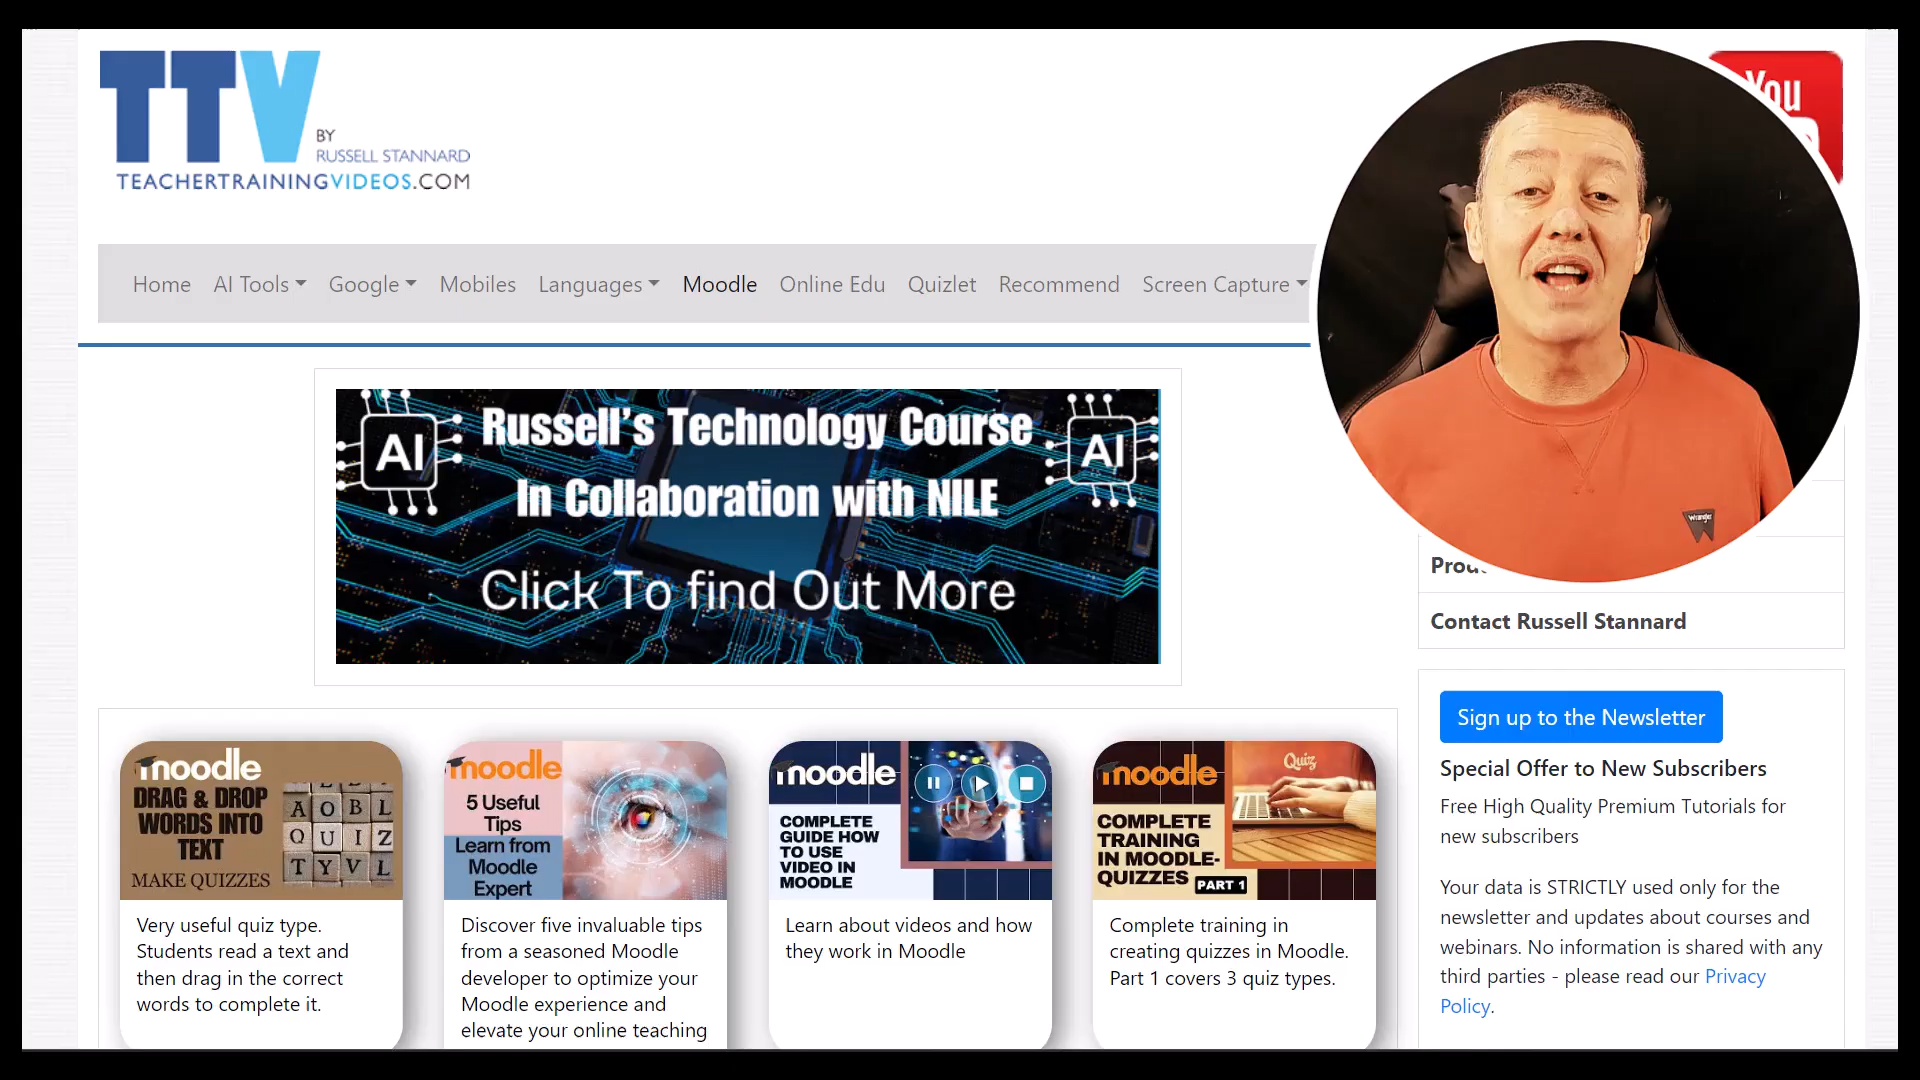 TTV
BY
RUSSELL STANNARD
TEACHERTRAININGVIDEOS.COM
You
Home AI Tools Google Mobiles Languages Moodle Online Edu Quizlet Recommend Screen Capture
AI
Russell's Technology Course
In Collaboration with NILE
Click To find Out More
AI
Wrangler
Contact Russell Stannard
Sign up to the Newsletter
Special Offer to New Subscribers
Free High Quality Premium Tutorials for
new subscribers
Your data is STRICTLY used only for the
newsletter and updates about courses and
webinars. No information is shared with any
third parties - please read our Privacy
Policy.
moodle
DRAG & DROP
WORDS INTO
TEXT
MAKE QUIZZES
A O B L
Q U I Z
T Y V L
Very useful quiz type.
Students read a text and
then drag in the correct
words to complete it.
moodle
5 Useful
Tips
Learn from
Moodle
Expert
Discover five invaluable tips
from a seasoned Moodle
developer to optimize your
Moodle experience and
elevate your online teaching
moodle
COMPLETE
GUIDE HOW
TO USE
VIDEO IN
MOODLE
Learn about videos and how
they work in Moodle
moodle
Quiz
COMPLETE
TRAINING
IN MOODLE-
QUIZZES PART 1
Complete training in
creating quizzes in Moodle.
Part 1 covers 3 quiz types.